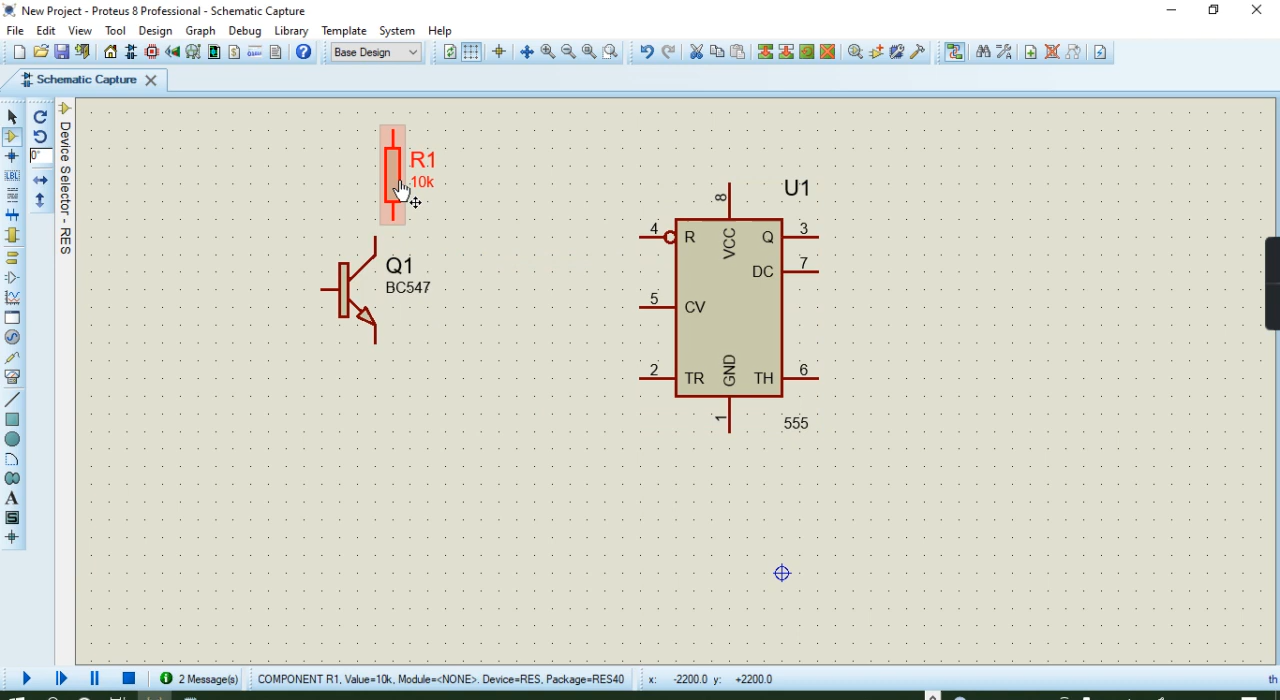 New Project - Proteus 8 Professional - Schematic Capture
File Edit View Tool Design Graph Debug Library Template System Help
Base Design
Schematic Capture
0°
Device Selector - RES
LBL
A
S
R1
10k
Q1
BC547
U1
8
VCC
4 R Q 3
DC 7
5 CV
2 TR GND TH 6
1
555
2 Message(s) COMPONENT R1, Value=10k, Module=<NONE>. Device=RES, Package=RES40 x: -2200.0 y: +2200.0 th